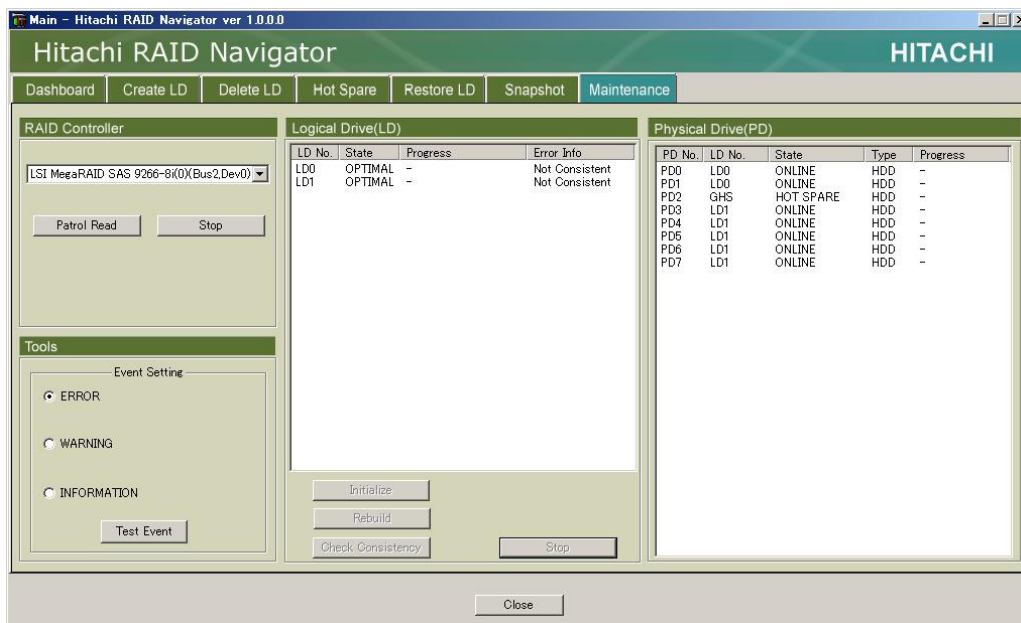 Main - Hitachi RAID Navigator ver 1.0.0.0
Hitachi RAID Navigator
HITACHI
Dashboard Create LD Delete LD Hot Spare Restore LD Snapshot Maintenance
RAID Controller
LSI MegaRAID SAS 9266-8i(0)(Bus2,Dev0)
Patrol Read Stop
Tools
Event Setting
ERROR
WARNING
INFORMATION
Test Event
Logical Drive(LD)
LD No. State Progress Error Info
LD0 OPTIMAL - Not Consistent
LD1 OPTIMAL - Not Consistent
Initialize
Rebuild
Check Consistency Stop
Physical Drive(PD)
PD No. LD No. State Type Progress
PD0 LD0 ONLINE HDD -
PD1 LD0 ONLINE HDD -
PD2 GHS HOT SPARE HDD -
PD3 LD1 ONLINE HDD -
PD4 LD1 ONLINE HDD -
PD5 LD1 ONLINE HDD -
PD6 LD1 ONLINE HDD -
PD7 LD1 ONLINE HDD -
Close